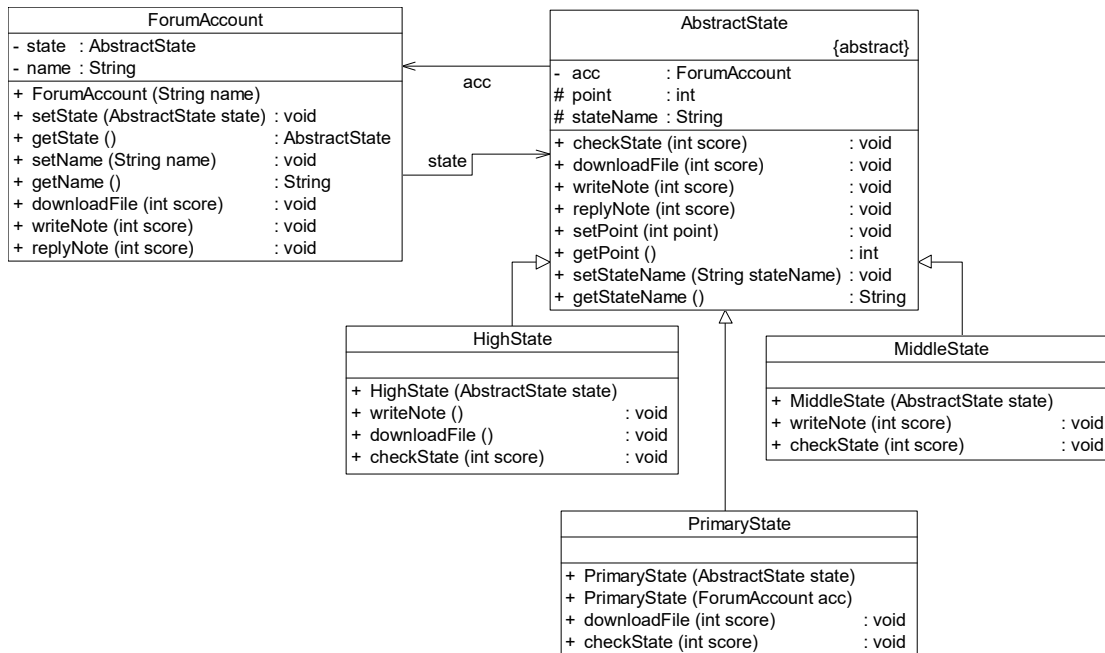 ForumAccount
- state : AbstractState
- name : String
+ ForumAccount (String name)
+ setState (AbstractState state) : void
+ getState () : AbstractState
+ setName (String name) : void
+ getName () : String
+ downloadFile (int score) : void
+ writeNote (int score) : void
+ replyNote (int score) : void
acc
state
AbstractState
{abstract}
- acc : ForumAccount
# point : int
# stateName : String
+ checkState (int score) : void
+ downloadFile (int score) : void
+ writeNote (int score) : void
+ replyNote (int score) : void
+ setPoint (int point) : void
+ getPoint () : int
+ setStateName (String stateName) : void
+ getStateName () : String
HighState
+ HighState (AbstractState state)
+ writeNote () : void
+ downloadFile () : void
+ checkState (int score) : void
MiddleState
+ MiddleState (AbstractState state)
+ writeNote (int score) : void
+ checkState (int score) : void
PrimaryState
+ PrimaryState (AbstractState state)
+ PrimaryState (ForumAccount acc)
+ downloadFile (int score) : void
+ checkState (int score) : void